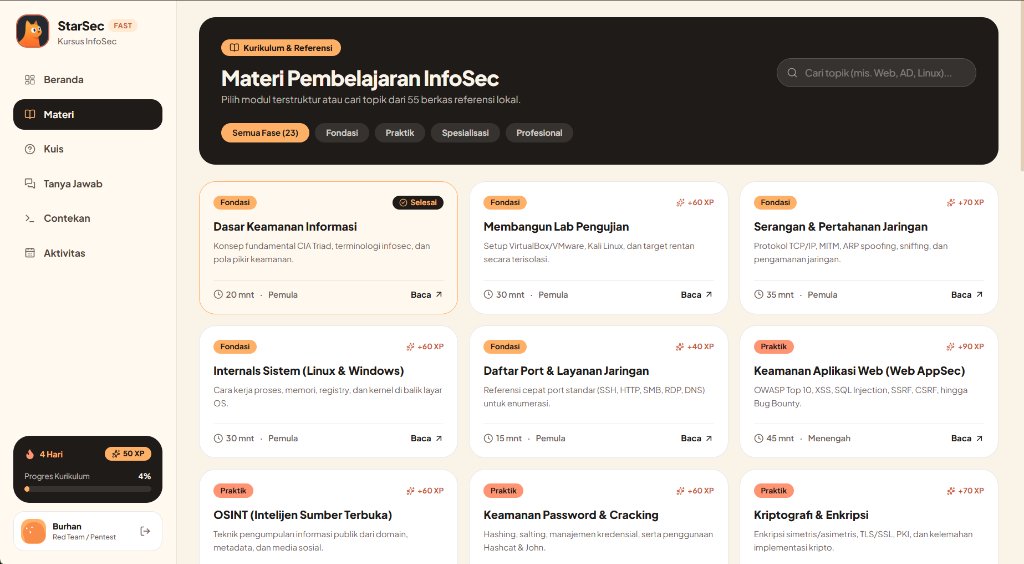 StarSec FAST
Kursus InfoSec
Beranda
Materi
Kuis
Tanya Jawab
Contekan
Aktivitas
4 Hari
50 XP
Progres Kurikulum 4%
Burhan
Red Team / Pentest
Kurikulum & Referensi
Materi Pembelajaran InfoSec
Pilih modul terstruktur atau cari topik dari 55 berkas referensi lokal.
Cari topik (mis. Web, AD, Linux)...
Semua Fase (23) Fondasi Praktik Spesialisasi Profesional
Fondasi Selesai
Dasar Keamanan Informasi
Konsep fundamental CIA Triad, terminologi infosec, dan
pola pikir keamanan.
20 mnt · Pemula Baca
Fondasi +60 XP
Membangun Lab Pengujian
Setup VirtualBox/VMware, Kali Linux, dan target rentan
secara terisolasi.
30 mnt · Pemula Baca
Fondasi +70 XP
Serangan & Pertahanan Jaringan
Protokol TCP/IP, MITM, ARP spoofing, sniffing, dan
pengamanan jaringan.
35 mnt · Pemula Baca
Fondasi +60 XP
Internals Sistem (Linux & Windows)
Cara kerja proses, memori, registry, dan kernel di balik layar
OS.
30 mnt · Pemula Baca
Fondasi +40 XP
Daftar Port & Layanan Jaringan
Referensi cepat port standar (SSH, HTTP, SMB, RDP, DNS)
untuk enumerasi.
15 mnt · Pemula Baca
Praktik +90 XP
Keamanan Aplikasi Web (Web AppSec)
OWASP Top 10, XSS, SQL Injection, SSRF, CSRF, hingga
Bug Bounty.
45 mnt · Menengah Baca
Praktik +60 XP
OSINT (Intelijen Sumber Terbuka)
Teknik pengumpulan informasi publik dari domain,
metadata, dan media sosial.
Praktik +60 XP
Keamanan Password & Cracking
Hashing, salting, manajemen kredensial, serta penggunaan
Hashcat & John.
Praktik +70 XP
Kriptografi & Enkripsi
Enkripsi simetris/asimetris, TLS/SSL, PKI, dan kelemahan
implementasi kripto.